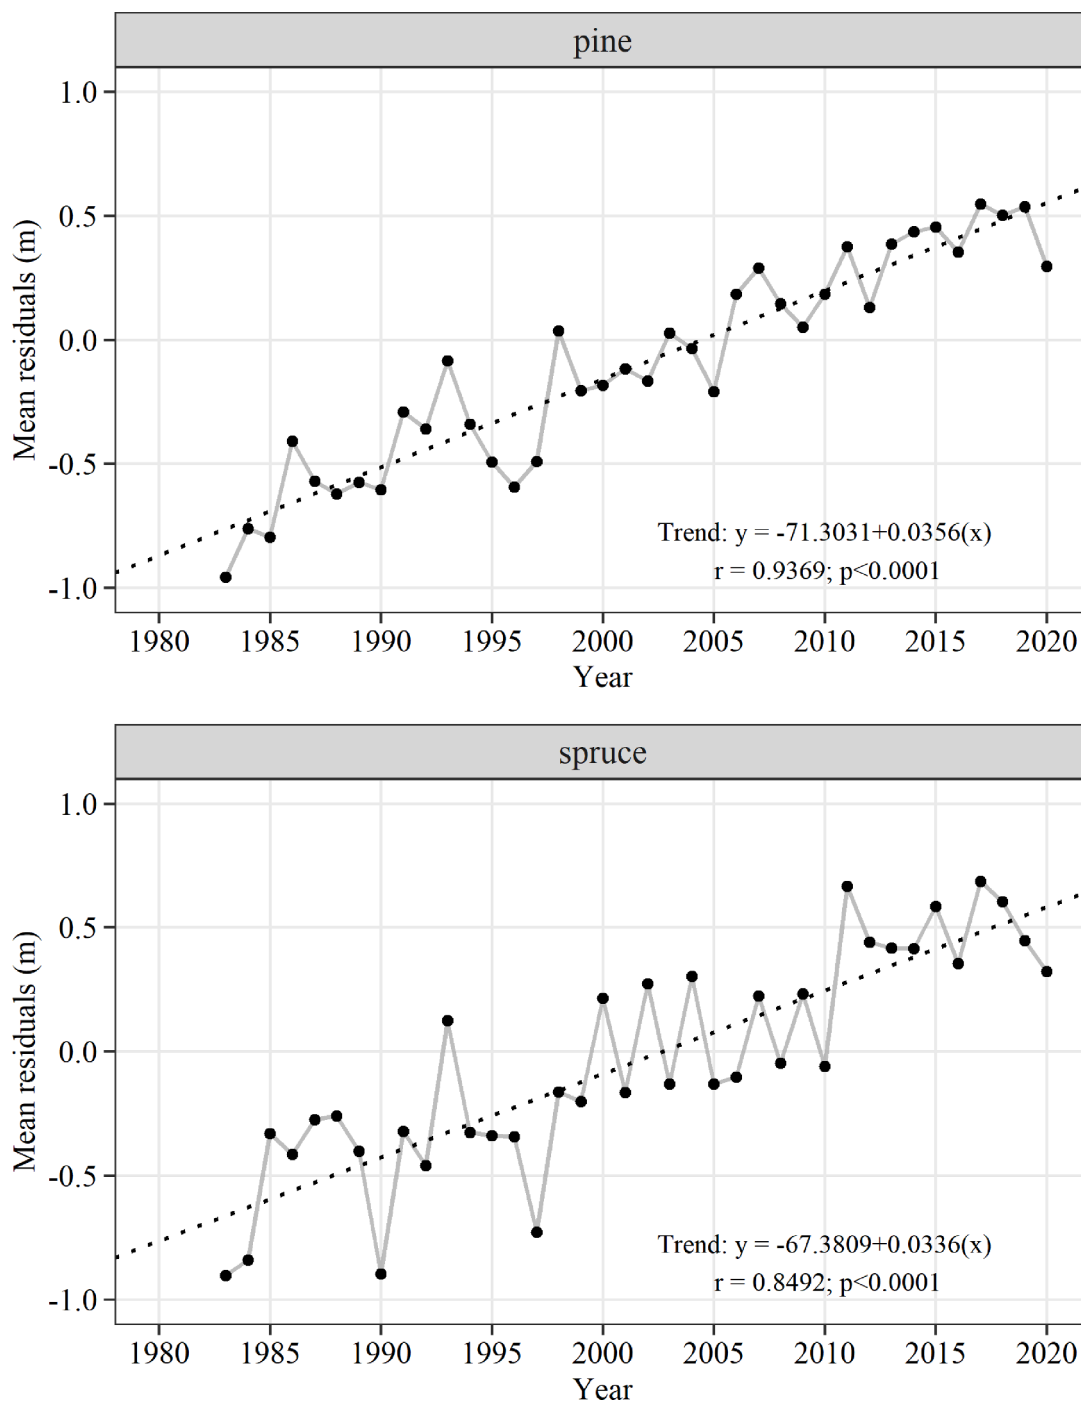 pine
1.0
0.5
0.0
-0.5
-1.0
Mean residuals (m)
Trend: y = -71.3031+0.0356(x)
r = 0.9369; p<0.0001
1980 1985 1990 1995 2000 2005 2010 2015 2020
Year
spruce
1.0
0.5
0.0
-0.5
-1.0
Mean residuals (m)
Trend: y = -67.3809+0.0336(x)
r = 0.8492; p<0.0001
1980 1985 1990 1995 2000 2005 2010 2015 2020
Year